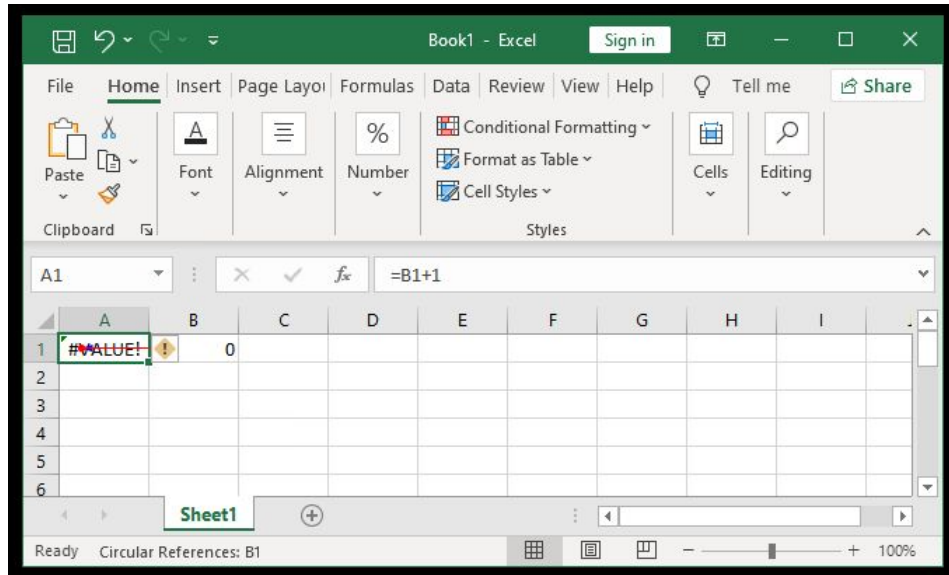 Book1 - Excel Sign in
File Home Insert Page Layou Formulas Data Review View Help Tell me Share
Paste Font Alignment Number Conditional Formatting Cells Editing
Format as Table
Cell Styles
Clipboard Styles
A1 fx =B1+1
A B C D E F G H I
1 #VALUE! 0
2
3
4
5
6
Sheet1
Ready Circular References: B1 100%